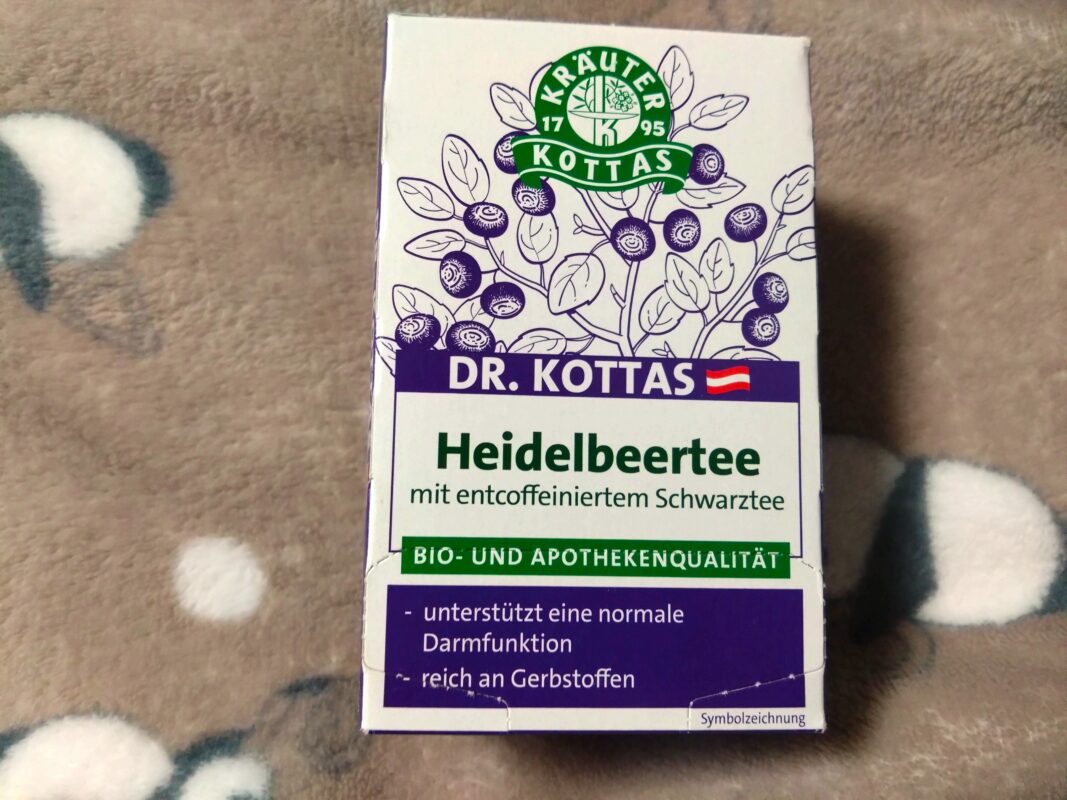 KRÄUTER
17 K 95
KOTTAS
DR. KOTTAS
Heidelbeertee
mit entcoffeiniertem Schwarztee
BIO- UND APOTHEKENQUALITÄT
- unterstützt eine normale
Darmfunktion
- reich an Gerbstoffen
Symbolzeichnung